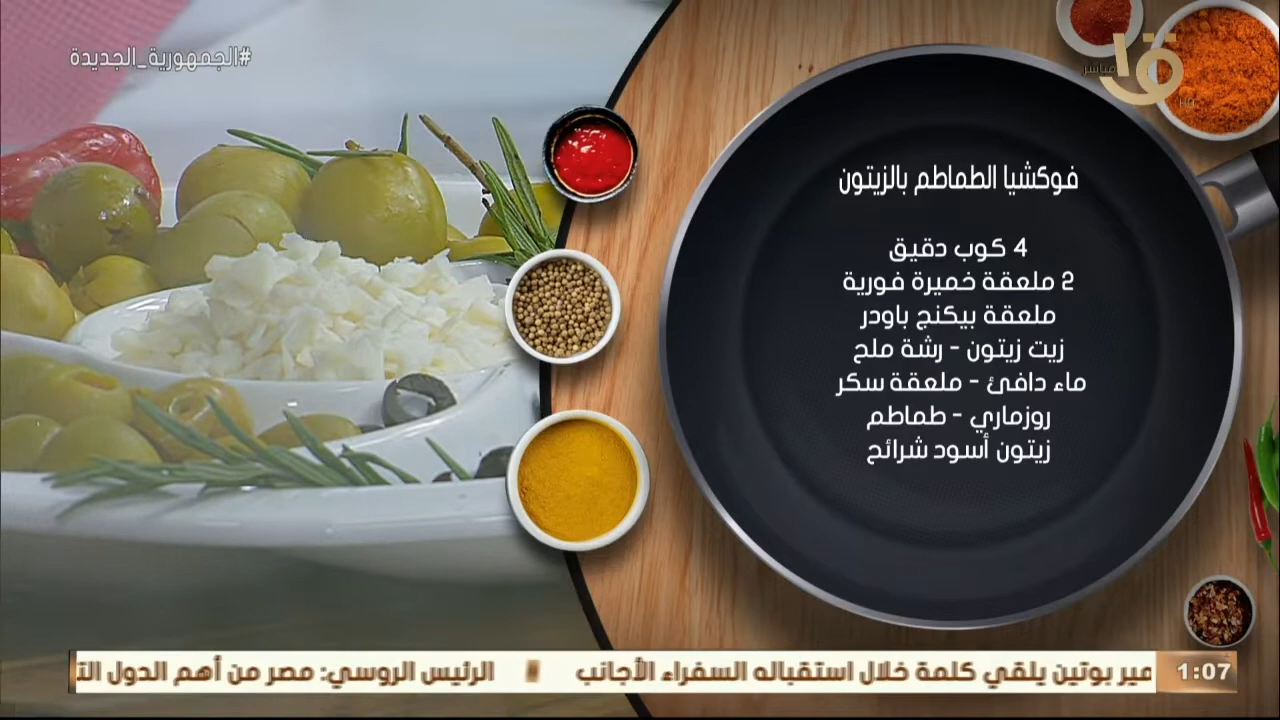 #الجمهورية_الجديدة
مباشر
HD
فوكشيا الطماطم بالزيتون
4 كوب دقيق
2 ملعقة خميرة فورية
ملعقة بيكنج باودر
زيت زيتون - رشة ملح
ماء دافئ - ملعقة سكر
روزماري - طماطم
زيتون أسود شرائح
مير بوتين يلقي كلمة خلال استقباله السفراء الأجانب
الرئيس الروسي: مصر من أهم الدول
1:07